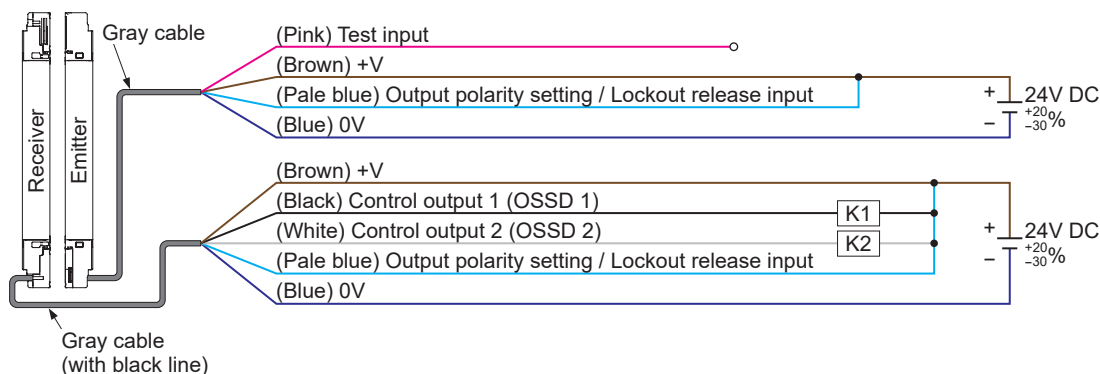 Gray cable
Receiver
Emitter
(Pink) Test input
(Brown) +V
(Pale blue) Output polarity setting / Lockout release input
(Blue) 0V
+
−
24V DC
+20
−30 %
(Brown) +V
(Black) Control output 1 (OSSD 1)
K1
(White) Control output 2 (OSSD 2)
K2
(Pale blue) Output polarity setting / Lockout release input
(Blue) 0V
+
−
24V DC
+20
−30 %
Gray cable
(with black line)